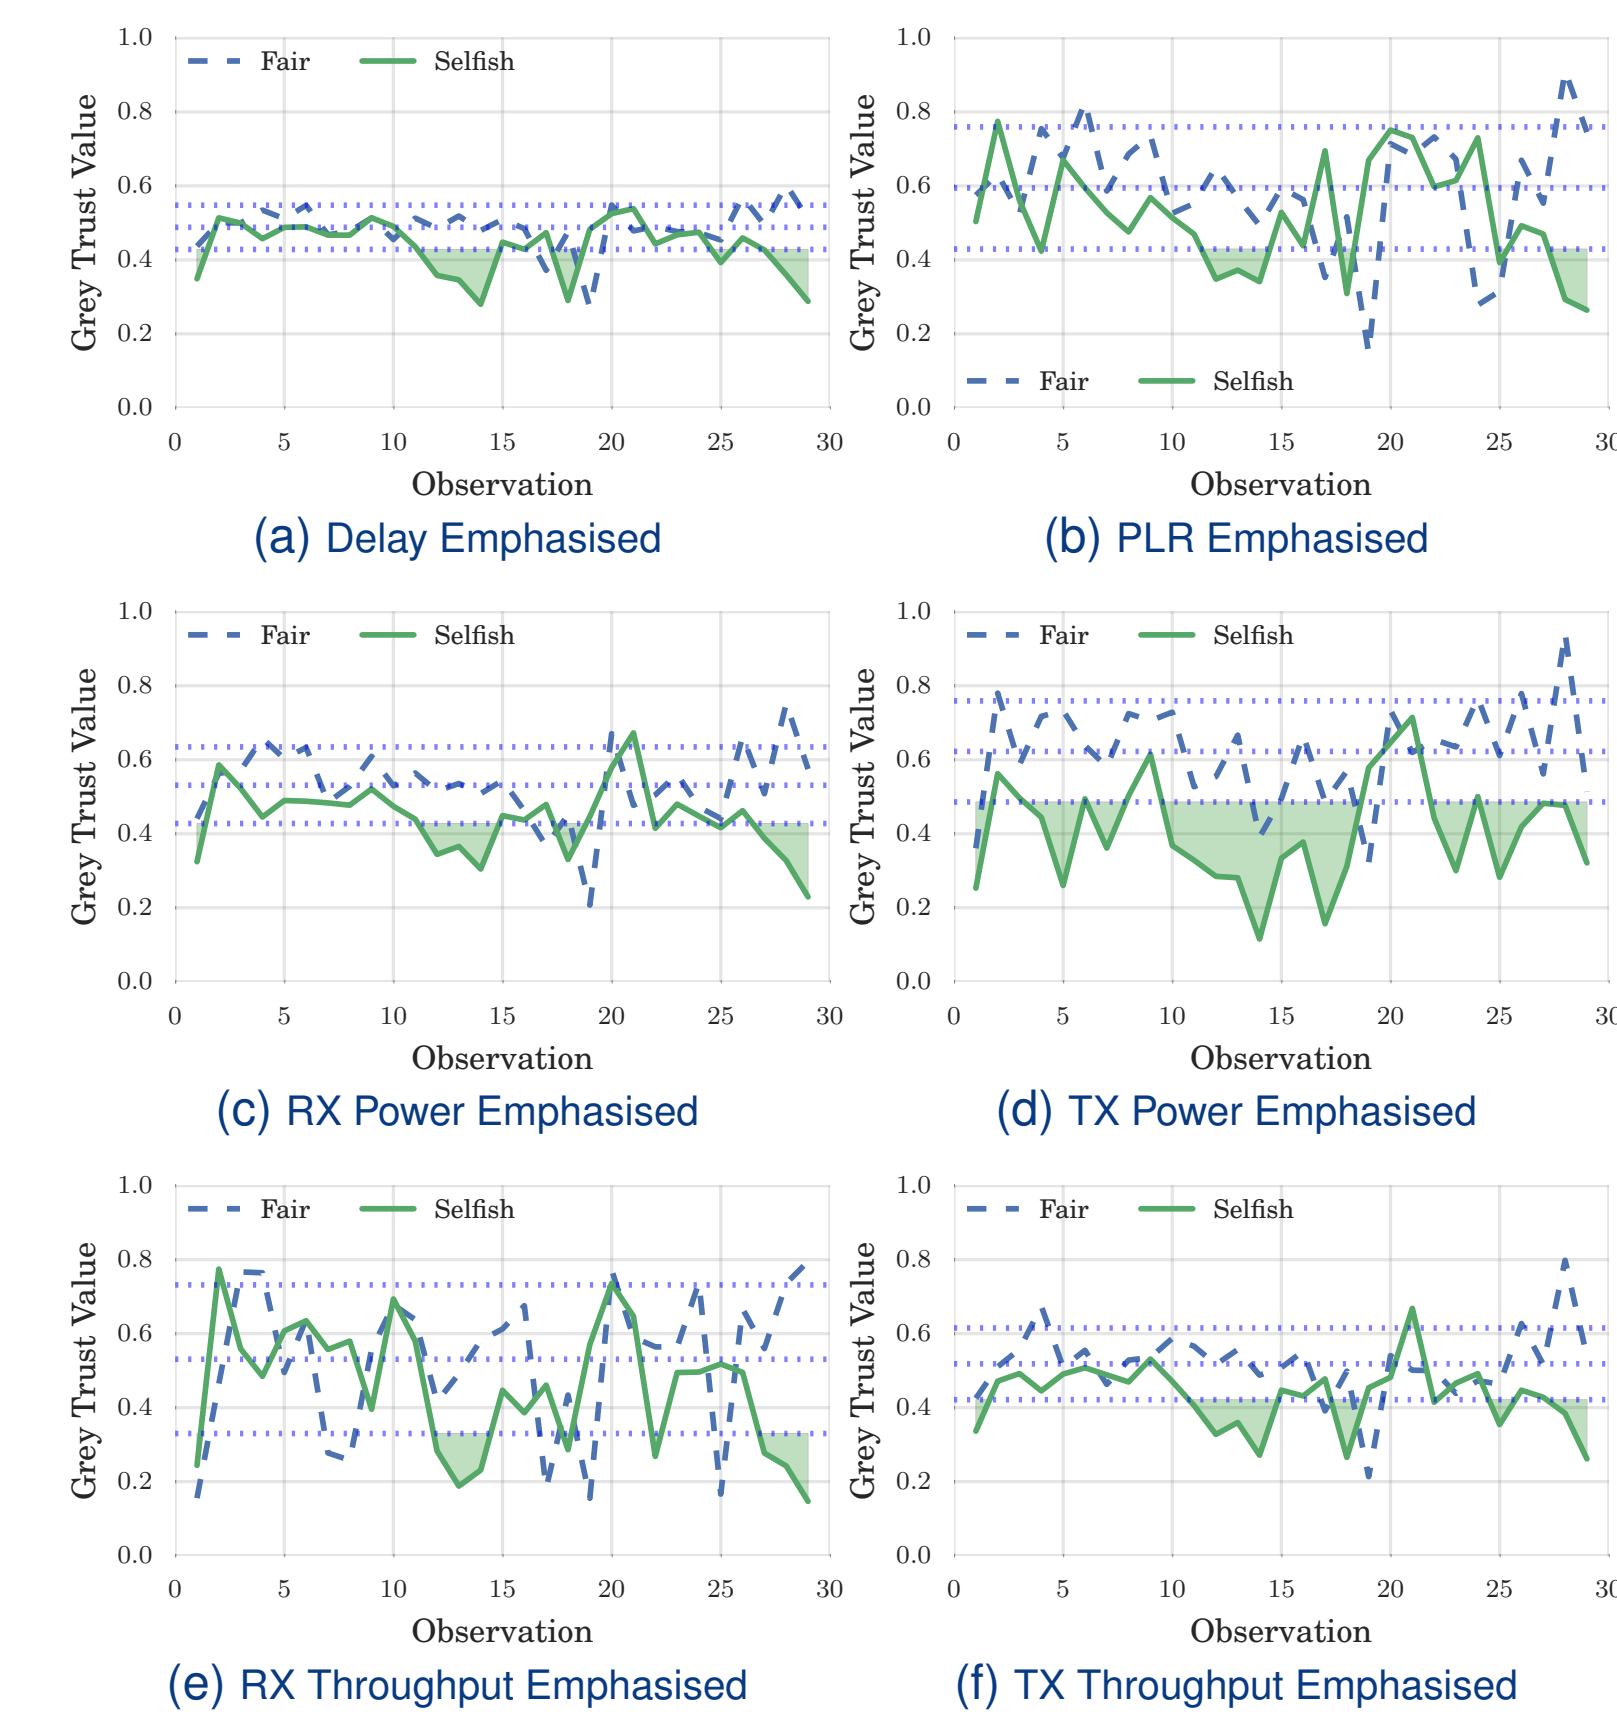 1.0
0.8
0.6
0.4
0.2
0.0
Grey Trust Value
Fair Selfish
0 5 10 15 20 25 30
Observation
(a) Delay Emphasised
1.0
0.8
0.6
0.4
0.2
0.0
Grey Trust Value
Fair Selfish
0 5 10 15 20 25 30
Observation
(b) PLR Emphasised
1.0
0.8
0.6
0.4
0.2
0.0
Grey Trust Value
Fair Selfish
0 5 10 15 20 25 30
Observation
(c) RX Power Emphasised
1.0
0.8
0.6
0.4
0.2
0.0
Grey Trust Value
Fair Selfish
0 5 10 15 20 25 30
Observation
(d) TX Power Emphasised
1.0
0.8
0.6
0.4
0.2
0.0
Grey Trust Value
Fair Selfish
0 5 10 15 20 25 30
Observation
(e) RX Throughput Emphasised
1.0
0.8
0.6
0.4
0.2
0.0
Grey Trust Value
Fair Selfish
0 5 10 15 20 25 30
Observation
(f) TX Throughput Emphasised